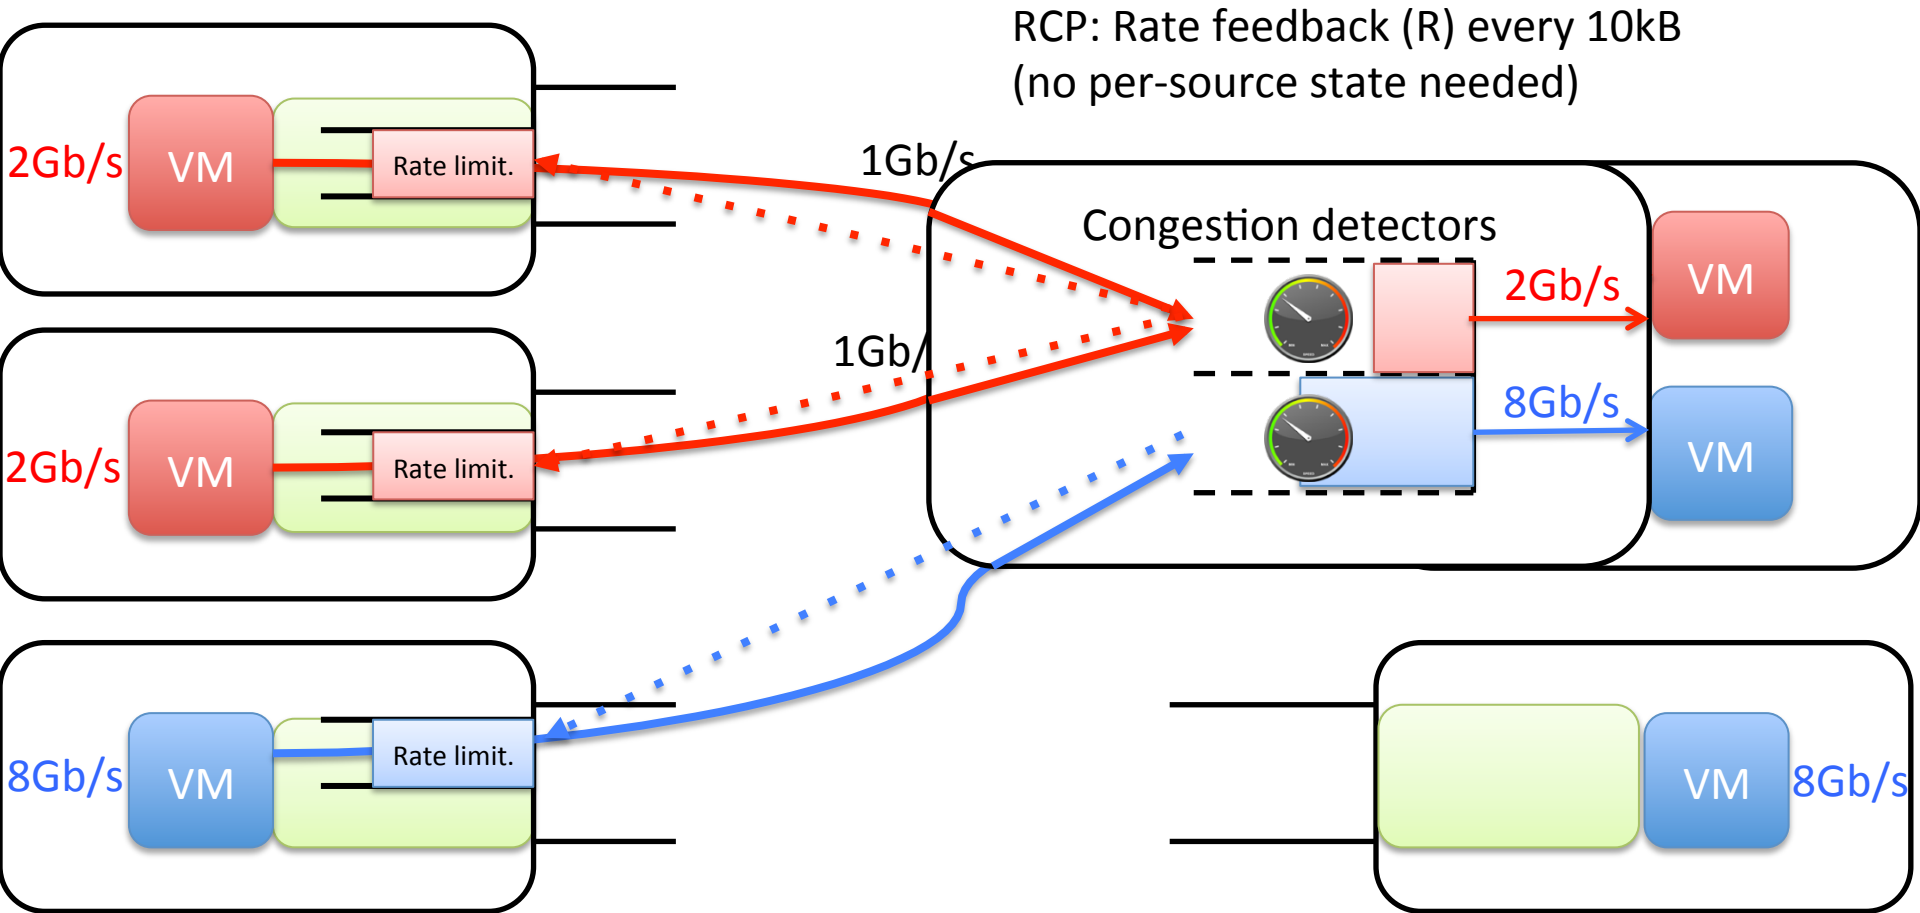 RCP: Rate feedback (R) every 10kB
(no per-source state needed)
2Gb/s
VM
Rate limit.
1Gb/s
Congestion detectors
2Gb/s
VM
1Gb/
8Gb/s
VM
2Gb/s
VM
Rate limit.
8Gb/s
VM
Rate limit.
VM
8Gb/s